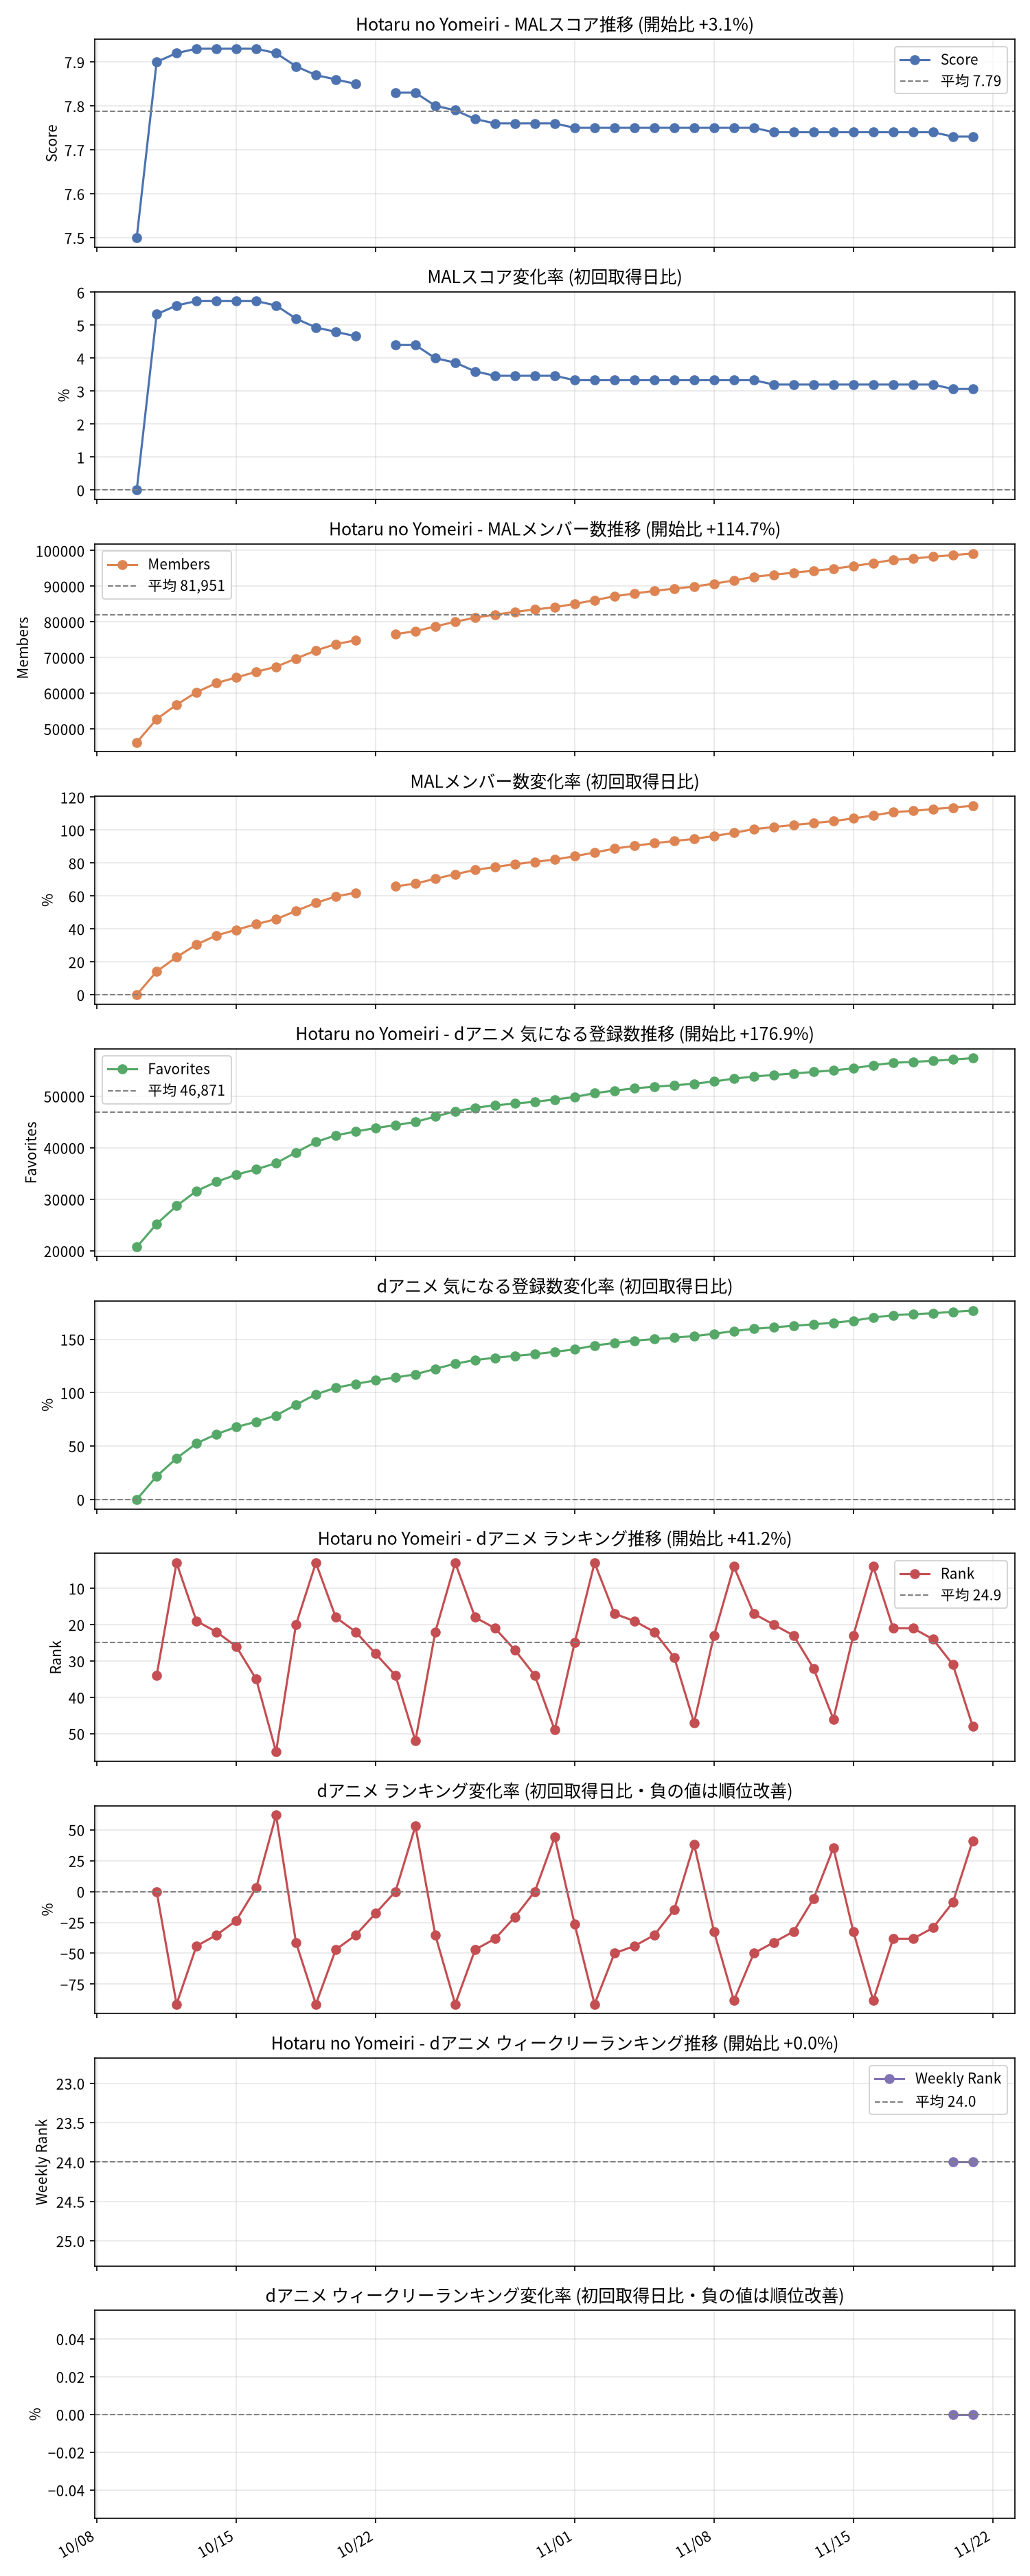 Hotaru no Yomeiri - MALスコア推移 (開始比 +3.1%)
Score
7.9
7.8
7.7
7.6
7.5
Score
平均 7.79
MALスコア変化率 (初回取得日比)
%
6
5
4
3
2
1
0
Hotaru no Yomeiri - MALメンバー数推移 (開始比 +114.7%)
Members
100000
90000
80000
70000
60000
50000
Members
平均 81,951
MALメンバー数変化率 (初回取得日比)
%
120
100
80
60
40
20
0
Hotaru no Yomeiri - dアニメ 気になる登録数推移 (開始比 +176.9%)
Favorites
50000
40000
30000
20000
Favorites
平均 46,871
dアニメ 気になる登録数変化率 (初回取得日比)
%
150
100
50
0
Hotaru no Yomeiri - dアニメ ランキング推移 (開始比 +41.2%)
Rank
10
20
30
40
50
Rank
平均 24.9
dアニメ ランキング変化率 (初回取得日比・負の値は順位改善)
%
50
25
0
−25
−50
−75
Hotaru no Yomeiri - dアニメ ウィークリーランキング推移 (開始比 +0.0%)
Weekly Rank
23.0
23.5
24.0
24.5
25.0
Weekly Rank
平均 24.0
dアニメ ウィークリーランキング変化率 (初回取得日比・負の値は順位改善)
%
0.04
0.02
0.00
−0.02
−0.04
10/08
10/15
10/22
11/01
11/08
11/15
11/22